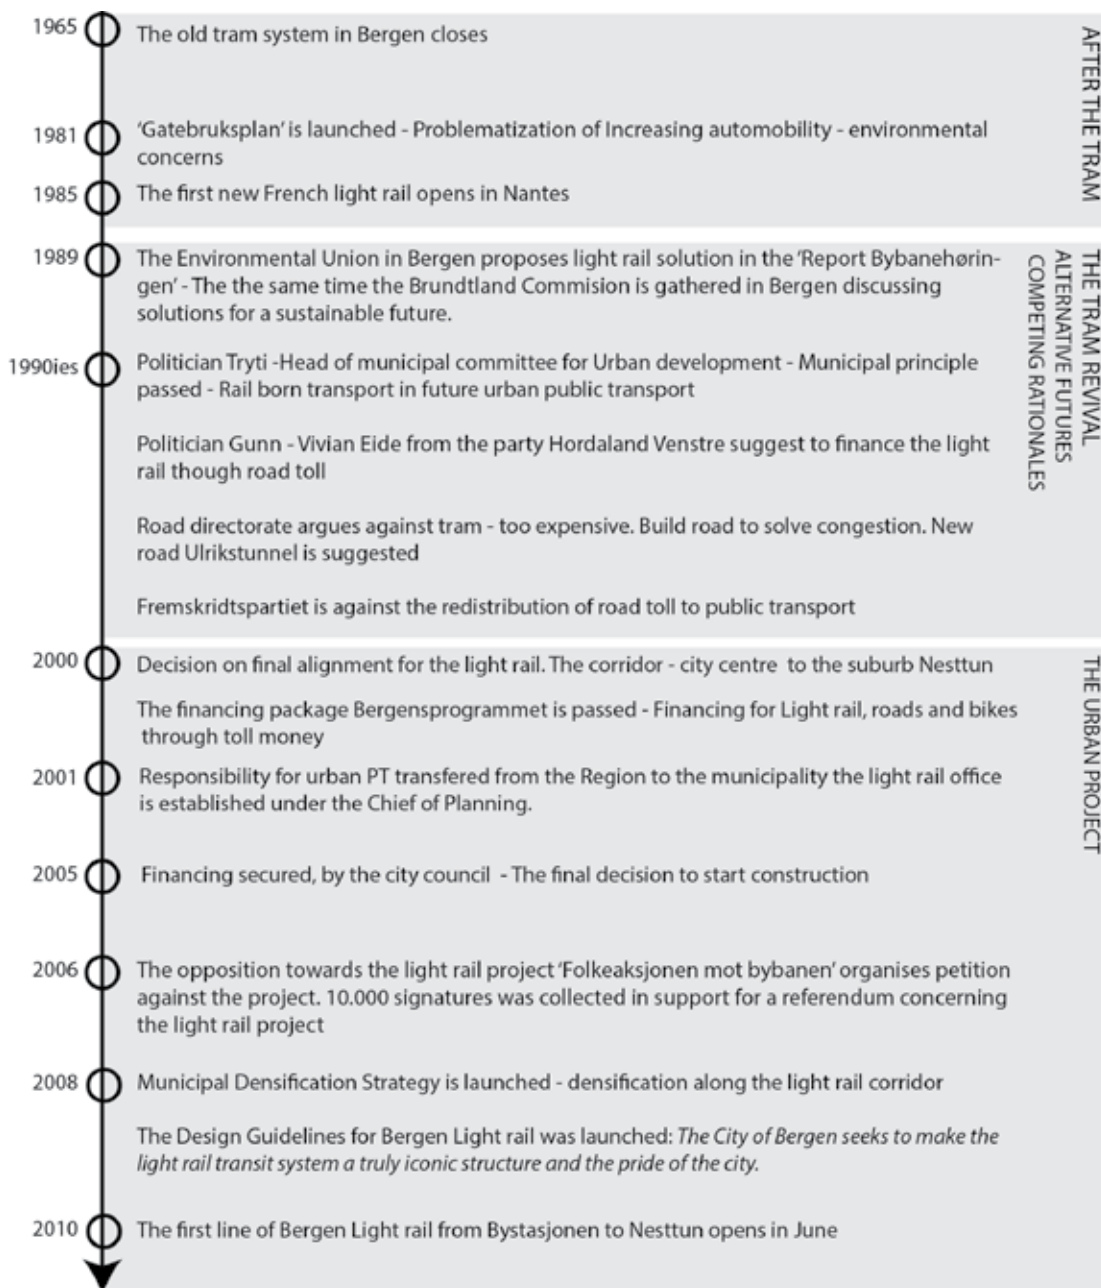 1965
The old tram system in Bergen closes
1981
'Gatebruksplan' is launched - Problematization of Increasing automobility - environmental
concerns
1985
The first new French light rail opens in Nantes
AFTER THE TRAM
1989
The Environmental Union in Bergen proposes light rail solution in the 'Report Bybanehørin-
gen' - The the same time the Brundtland Commision is gathered in Bergen discussing
solutions for a sustainable future.
1990ies
Politician Tryti -Head of municipal committee for Urban development - Municipal principle
passed - Rail born transport in future urban public transport
Politician Gunn - Vivian Eide from the party Hordaland Venstre suggest to finance the light
rail though road toll
Road directorate argues against tram - too expensive. Build road to solve congestion. New
road Ulrikstunnel is suggested
Fremskridtspartiet is against the redistribution of road toll to public transport
THE TRAM REVIVAL
ALTERNATIVE FUTURES
COMPETING RATIONALES
2000
Decision on final alignment for the light rail. The corridor - city centre to the suburb Nesttun
The financing package Bergensprogrammet is passed - Financing for Light rail, roads and bikes
through toll money
2001
Responsibility for urban PT transfered from the Region to the municipality the light rail office
is established under the Chief of Planning.
2005
Financing secured, by the city council - The final decision to start construction
2006
The opposition towards the light rail project 'Folkeaksjonen mot bybanen' organises petition
against the project. 10.000 signatures was collected in support for a referendum concerning
the light rail project
2008
Municipal Densification Strategy is launched - densification along the light rail corridor
The Design Guidelines for Bergen Light rail was launched: The City of Bergen seeks to make the
light rail transit system a truly iconic structure and the pride of the city.
2010
The first line of Bergen Light rail from Bystasjonen to Nesttun opens in June
THE URBAN PROJECT